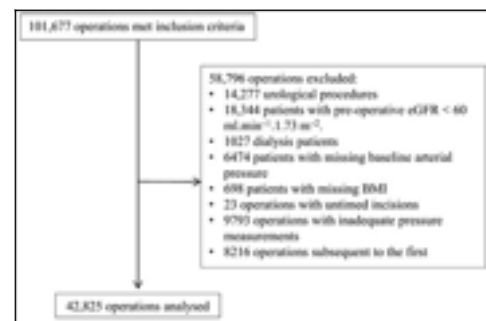 101,677 operations met inclusion criteria
58,796 operations excluded:
• 14,277 urological procedures
• 18,344 patients with pre-operative eGFR < 60
ml.min⁻¹.1.73 m⁻².
• 1027 dialysis patients
• 6474 patients with missing baseline arterial
pressure
• 698 patients with missing BMI
• 23 operations with untimed incisions
• 9793 operations with inadequate pressure
measurements
• 8216 operations subsequent to the first
42,825 operations analysed